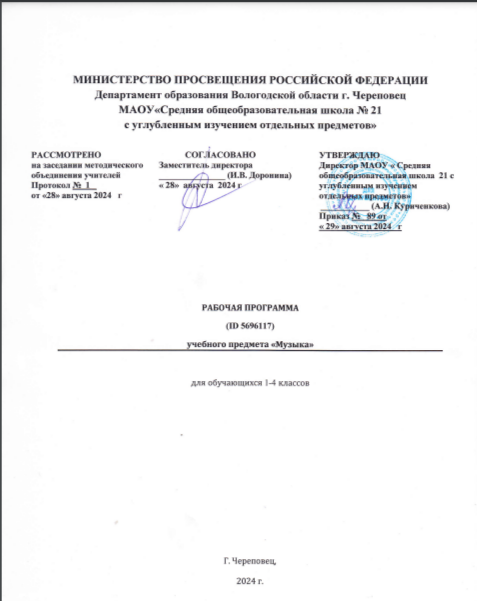 МИНИСТЕРСТВО ПРОСВЕЩЕНИЯ РОССИЙСКОЙ ФЕДЕРАЦИИ
Департамент образования Вологодской области г. Череповец
МАОУ«Средняя общеобразовательная школа № 21
с углубленным изучением отдельных предметов»
РАССМОТРЕНО
на заседании методического
объединения учителей
Протокол № 1
от «28» августа 2024 г
СОГЛАСОВАНО
Заместитель директора
(И.В. Доронина)
« 28» августа 2024 г
УТВЕРЖДАЮ
Директор МАОУ « Средняя
общеобразовательная школа 21 с
углубленным изучением
отдельных предметов»
(А.Н. Куриченкова)
Приказ № 89 от
« 29» августа 2024 г
РАБОЧАЯ ПРОГРАММА
(ID 5696117)
учебного предмета «Музыка»
для обучающихся 1-4 классов
Г. Череповец,
2024 г.